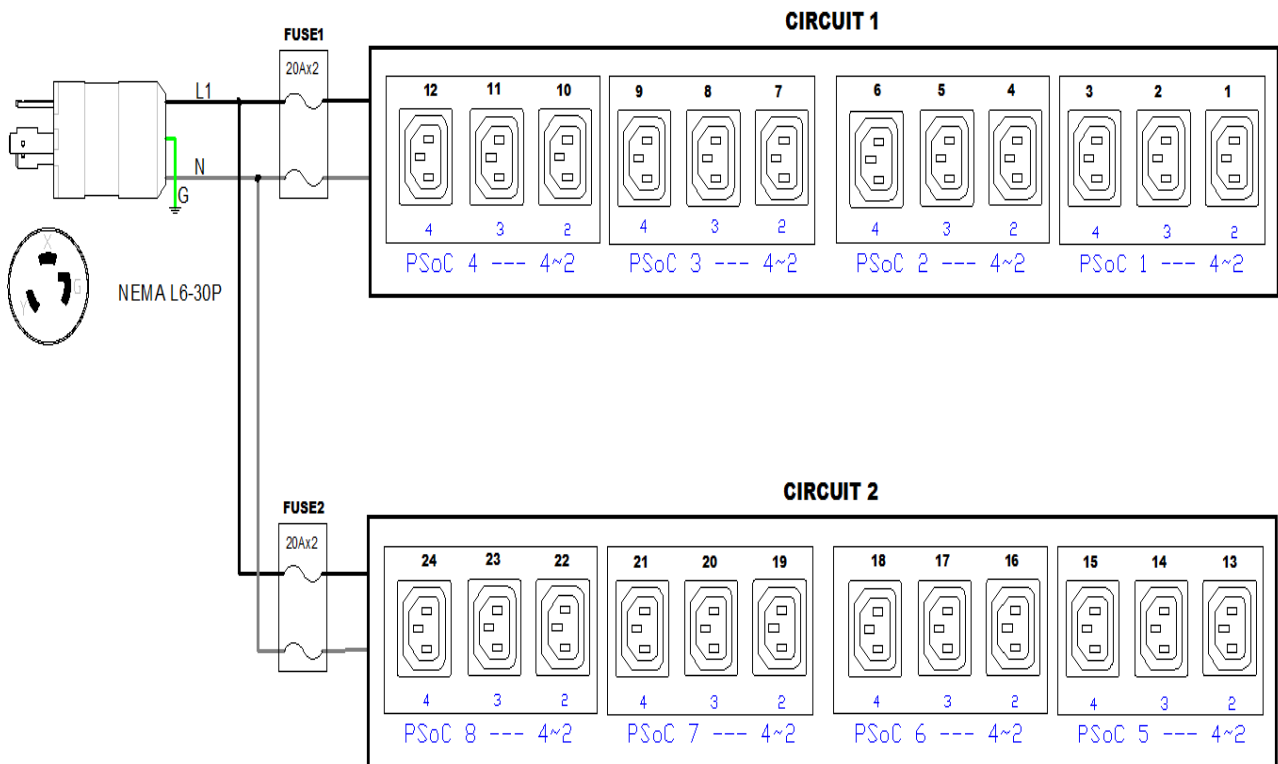 CIRCUIT 1
FUSE1
20Ax2
L1
N
G
X
G
Y
NEMA L6-30P
12 11 10 9 8 7 6 5 4 3 2 1
4 3 2 4 3 2 4 3 2 4 3 2
PSoC 4 --- 4~2 PSoC 3 --- 4~2 PSoC 2 --- 4~2 PSoC 1 --- 4~2
CIRCUIT 2
FUSE2
20Ax2
24 23 22 21 20 19 18 17 16 15 14 13
4 3 2 4 3 2 4 3 2 4 3 2
PSoC 8 --- 4~2 PSoC 7 --- 4~2 PSoC 6 --- 4~2 PSoC 5 --- 4~2